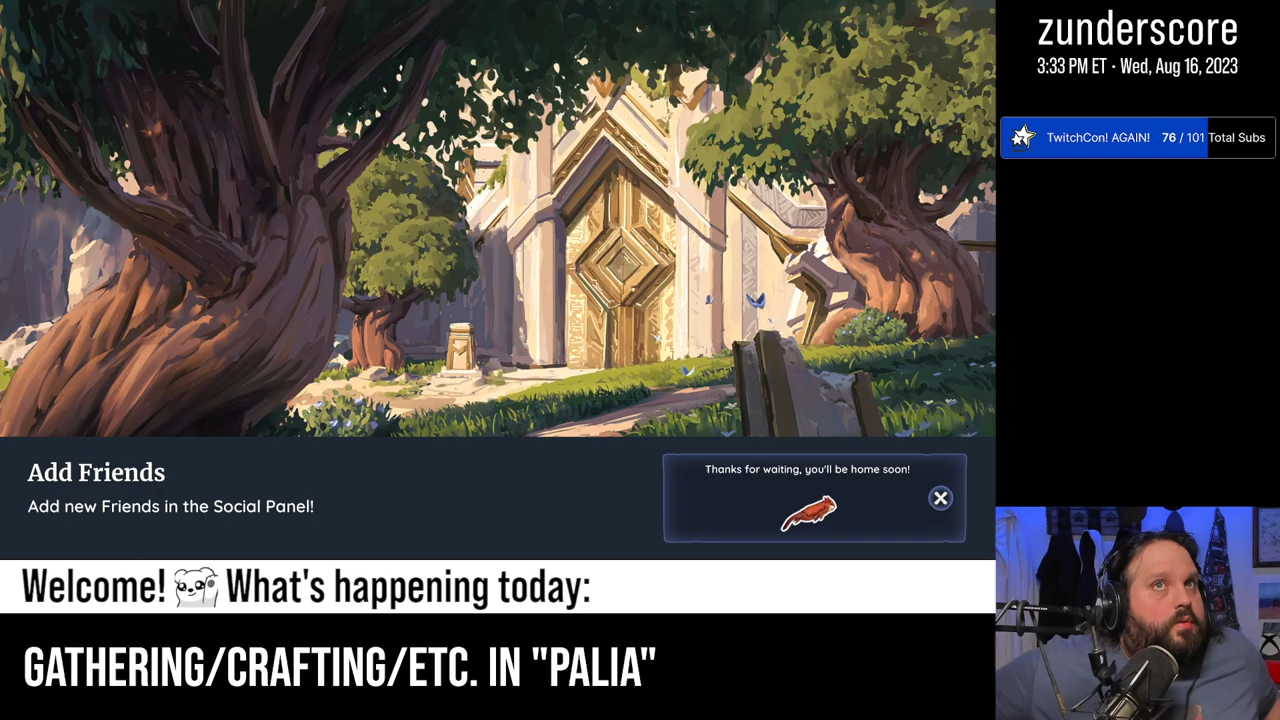 zunderscore
3:33 PM ET · Wed, Aug 16, 2023
TwitchCon! AGAIN! 76 / 101 Total Subs
Add Friends
Add new Friends in the Social Panel!
Thanks for waiting, you'll be home soon!
Welcome! What's happening today:
GATHERING/CRAFTING/ETC. IN "PALIA"